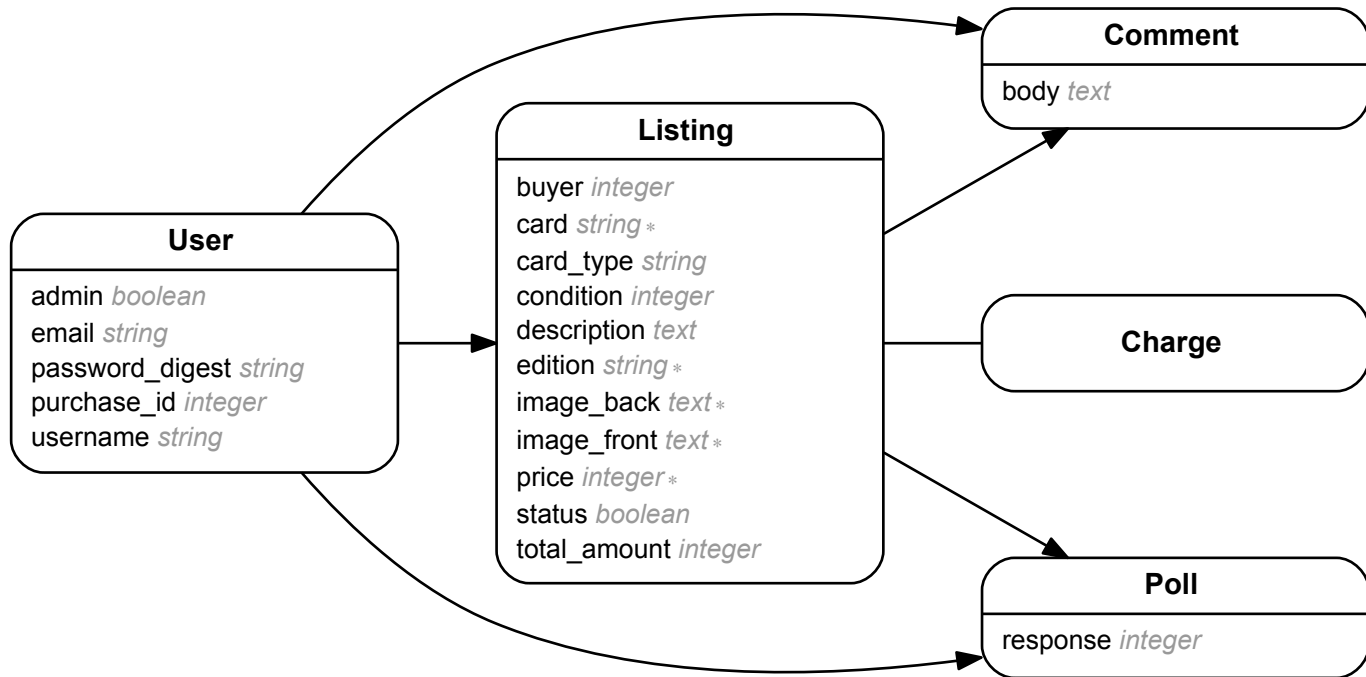 User
admin boolean
email string
password_digest string
purchase_id integer
username string
Listing
buyer integer
card string *
card_type string
condition integer
description text
edition string *
image_back text *
image_front text *
price integer *
status boolean
total_amount integer
Comment
body text
Charge
Poll
response integer